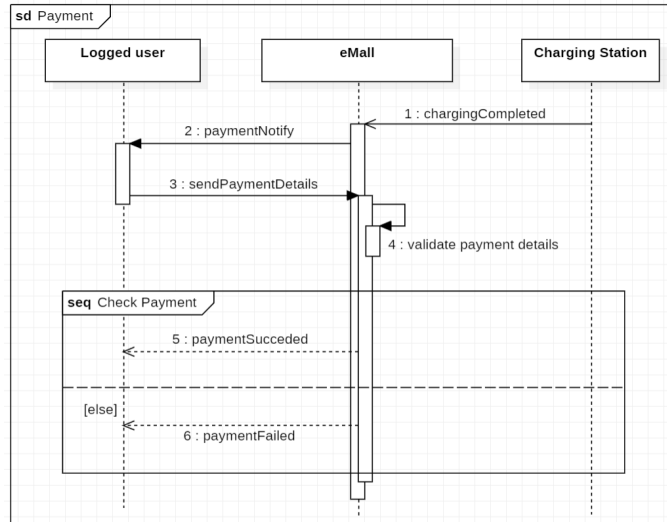 sd Payment
Logged user
eMall
Charging Station
1 : chargingCompleted
2 : paymentNotify
3 : sendPaymentDetails
4 : validate payment details
seq Check Payment
5 : paymentSucceded
[else]
6 : paymentFailed